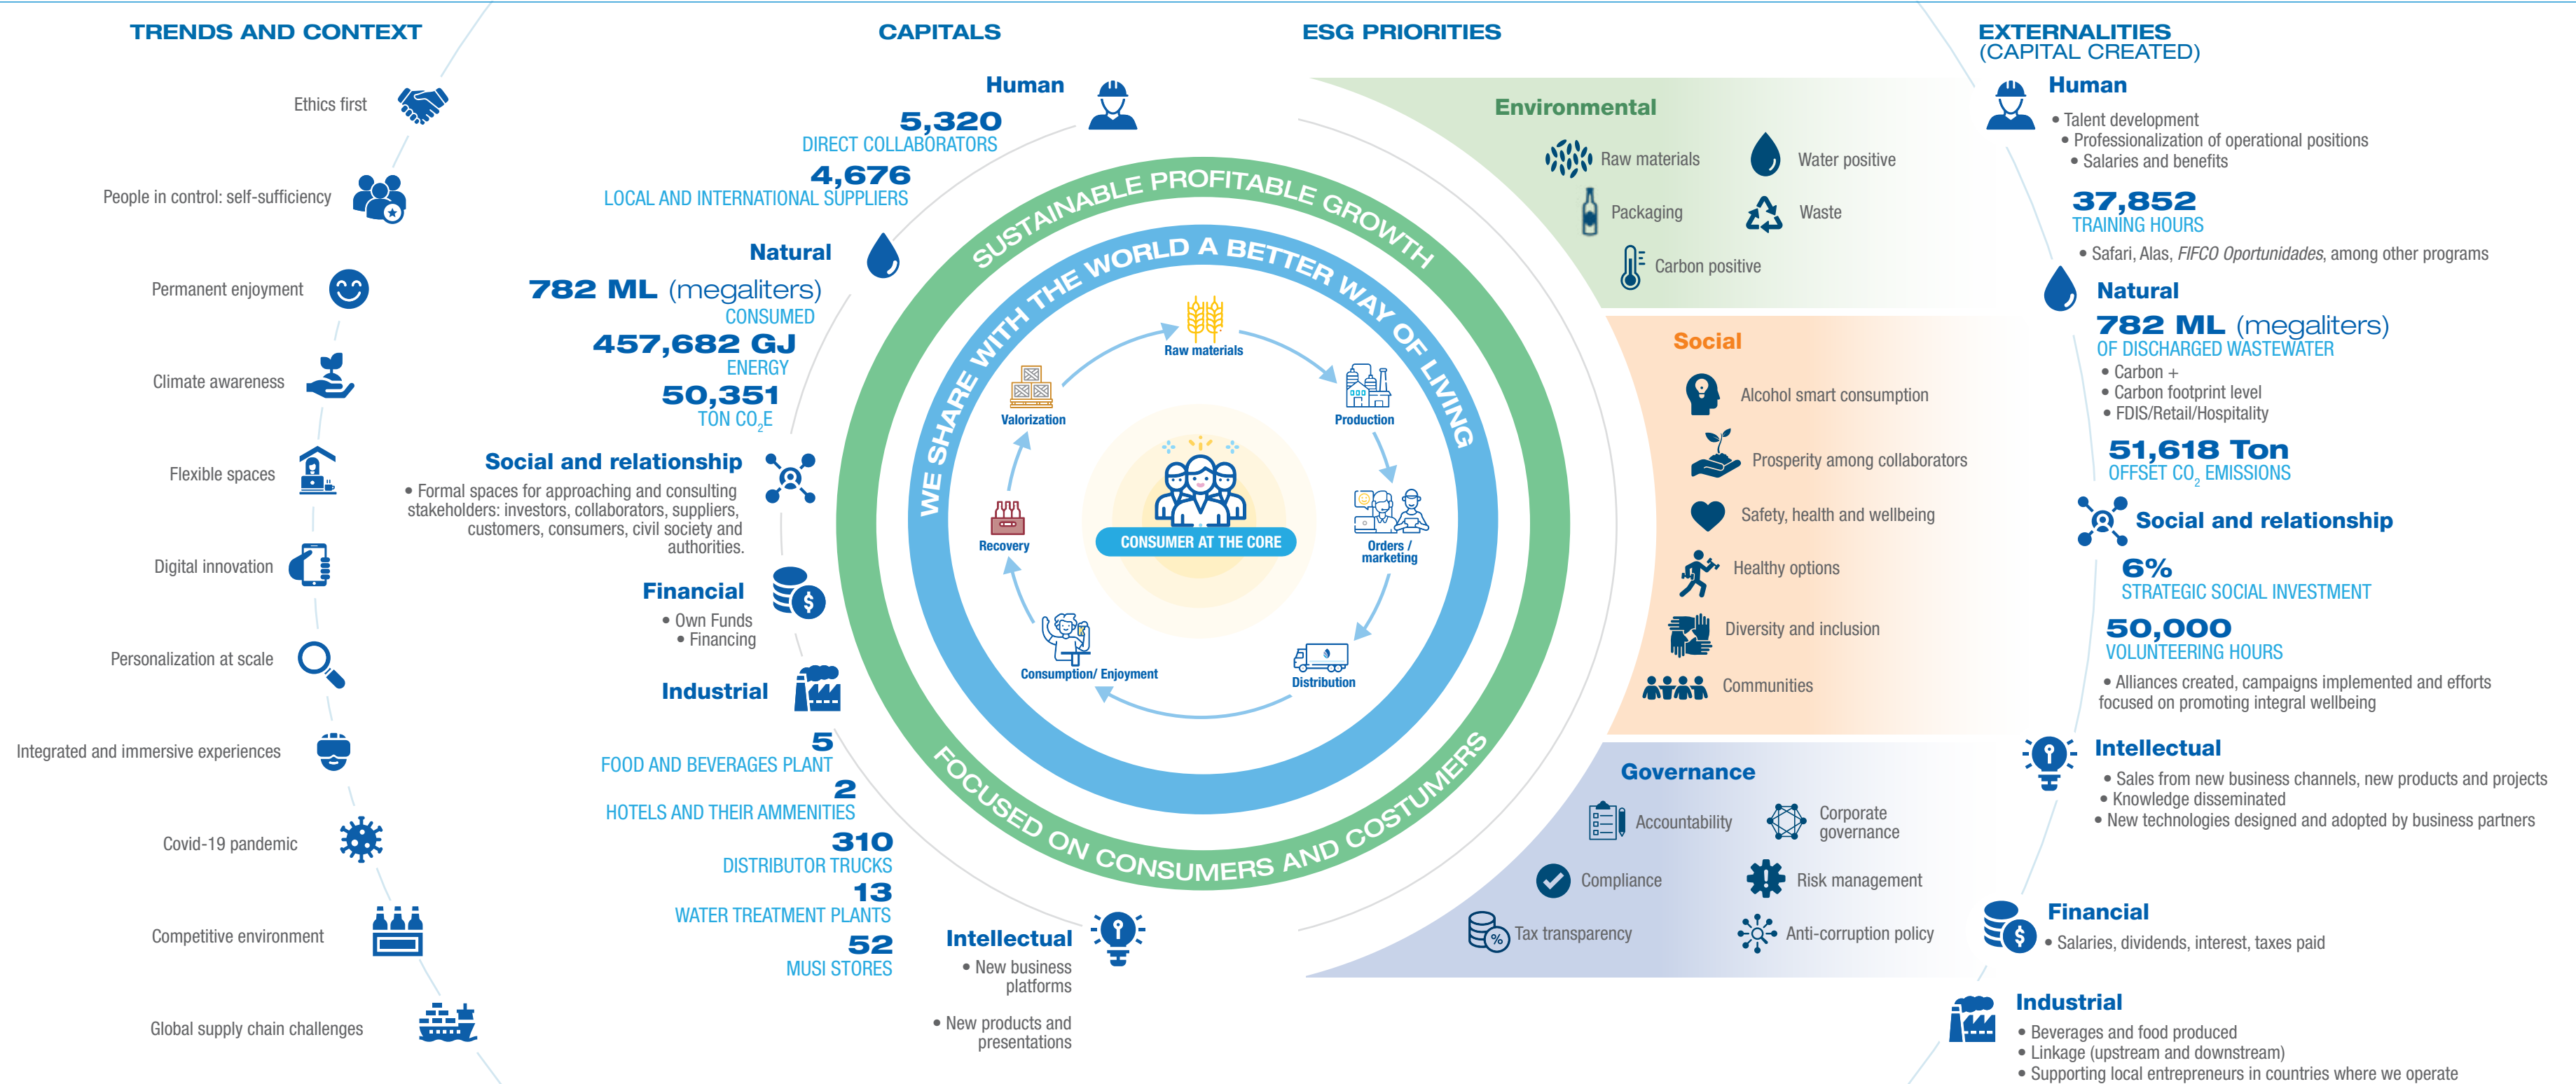 TRENDS AND CONTEXT
Ethics first
People in control: self-sufficiency
Permanent enjoyment
Climate awareness
Flexible spaces
Digital innovation
Personalization at scale
Integrated and immersive experiences
Covid-19 pandemic
Competitive environment
Global supply chain challenges
CAPITALS
Human
5,320
DIRECT COLLABORATORS
4,676
LOCAL AND INTERNATIONAL SUPPLIERS
Natural
782 ML (megaliters)
CONSUMED
457,682 GJ
ENERGY
50,351
TON CO2E
Social and relationship
• Formal spaces for approaching and consulting
stakeholders: investors, collaborators, suppliers,
customers, consumers, civil society and
authorities.
Financial
• Own Funds
• Financing
Industrial
5
FOOD AND BEVERAGES PLANT
2
HOTELS AND THEIR AMMENITIES
310
DISTRIBUTOR TRUCKS
13
WATER TREATMENT PLANTS
52
MUSI STORES
Intellectual
• New business
platforms
• New products and
presentations
SUSTAINABLE PROFITABLE GROWTH
FOCUSED ON CONSUMERS AND COSTUMERS
WE SHARE WITH THE WORLD A BETTER WAY OF LIVING
Raw materials
Production
Orders /
marketing
Distribution
Consumption/ Enjoyment
Recovery
Valorization
CONSUMER AT THE CORE
ESG PRIORITIES
Environmental
Raw materials
Water positive
Packaging
Waste
Carbon positive
Social
Alcohol smart consumption
Prosperity among collaborators
Safety, health and wellbeing
Healthy options
Diversity and inclusion
Communities
Governance
Accountability
Corporate
governance
Compliance
Risk management
Tax transparency
Anti-corruption policy
EXTERNALITIES
(CAPITAL CREATED)
Human
• Talent development
• Professionalization of operational positions
• Salaries and benefits
37,852
TRAINING HOURS
• Safari, Alas, FIFCO Oportunidades, among other programs
Natural
782 ML (megaliters)
OF DISCHARGED WASTEWATER
• Carbon +
• Carbon footprint level
• FDIS/Retail/Hospitality
51,618 Ton
OFFSET CO2 EMISSIONS
Social and relationship
6%
STRATEGIC SOCIAL INVESTMENT
50,000
VOLUNTEERING HOURS
• Alliances created, campaigns implemented and efforts
focused on promoting integral wellbeing
Intellectual
• Sales from new business channels, new products and projects
• Knowledge disseminated
• New technologies designed and adopted by business partners
Financial
• Salaries, dividends, interest, taxes paid
Industrial
• Beverages and food produced
• Linkage (upstream and downstream)
• Supporting local entrepreneurs in countries where we operate